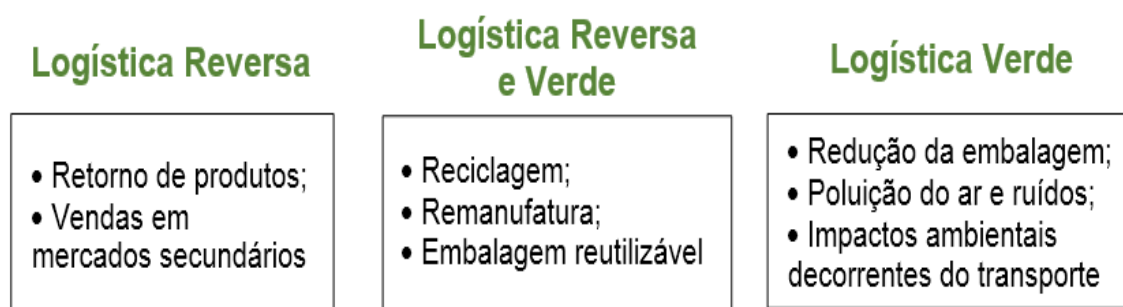 Logística Reversa
• Retorno de produtos;
• Vendas em
mercados secundários
Logística Reversa
e Verde
• Reciclagem;
• Remanufatura;
• Embalagem reutilizável
Logística Verde
• Redução da embalagem;
• Poluição do ar e ruídos;
• Impactos ambientais
decorrentes do transporte